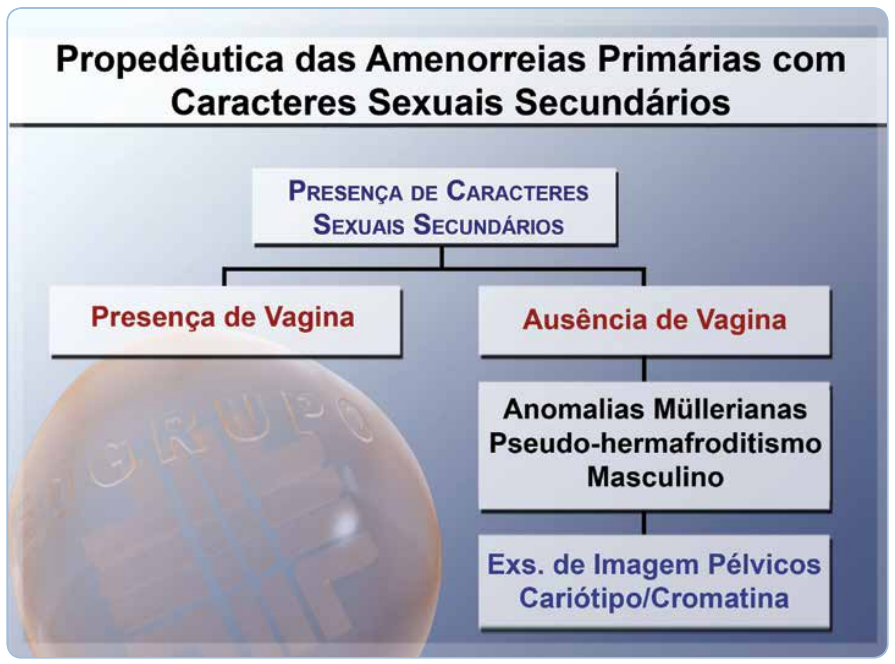 Propedêutica das Amenorreias Primárias com
Caracteres Sexuais Secundários
PRESENÇA DE CARACTERES
SEXUAIS SECUNDÁRIOS
Presença de Vagina
Ausência de Vagina
Anomalias Müllerianas
Pseudo-hermafroditismo
Masculino
Exs. de Imagem Pélvicos
Cariótipo/Cromatina
GRUPO